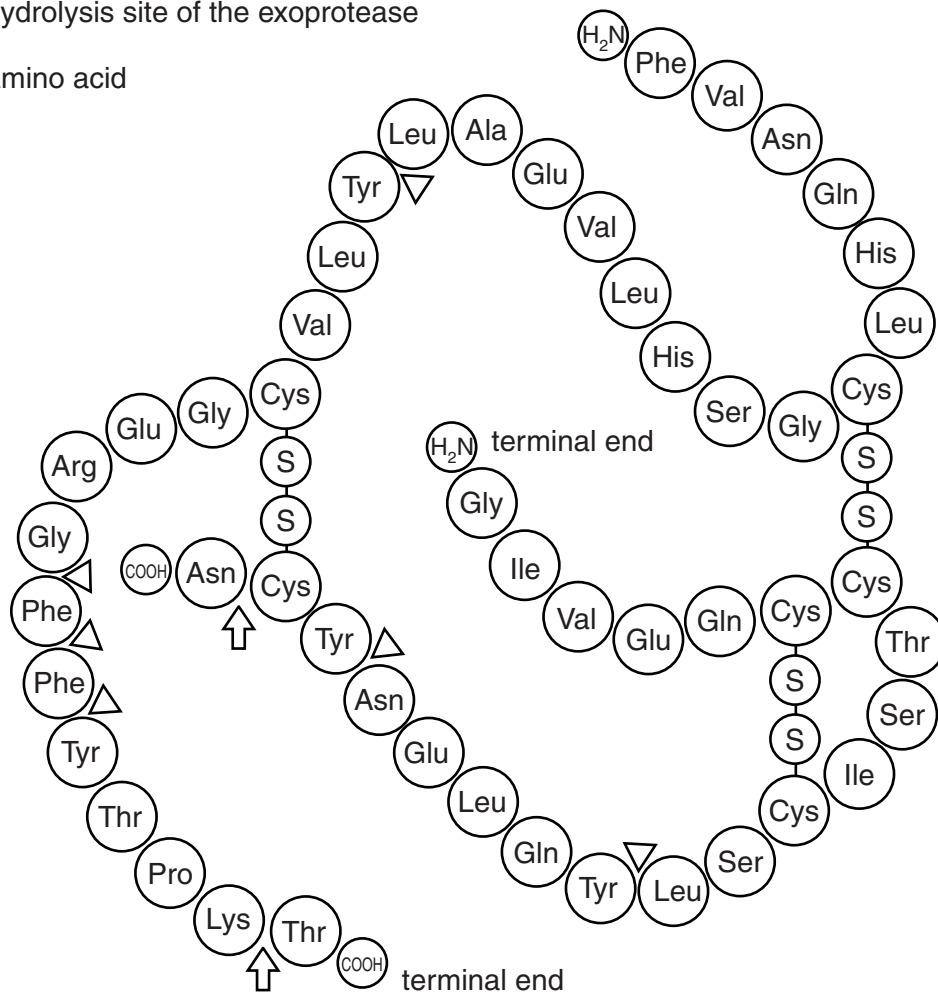 ydrolysis site of the exoprotease
mino acid
H2N
Phe
Val
Asn
Gln
His
Leu
Cys
S
S
Cys
Gly
Ser
His
Leu
Val
Glu
Ala
Leu
Tyr
Leu
Val
Cys
S
S
Cys
Gly
Glu
Arg
Gly
Phe
Phe
Tyr
Thr
Pro
Lys
Thr
COOH
terminal end
H2N terminal end
Gly
Ile
Val
Glu
Gln
Cys
S
S
Cys
Thr
Ser
Ile
Ser
Leu
Tyr
Gln
Leu
Glu
Asn
Tyr
Asn
COOH